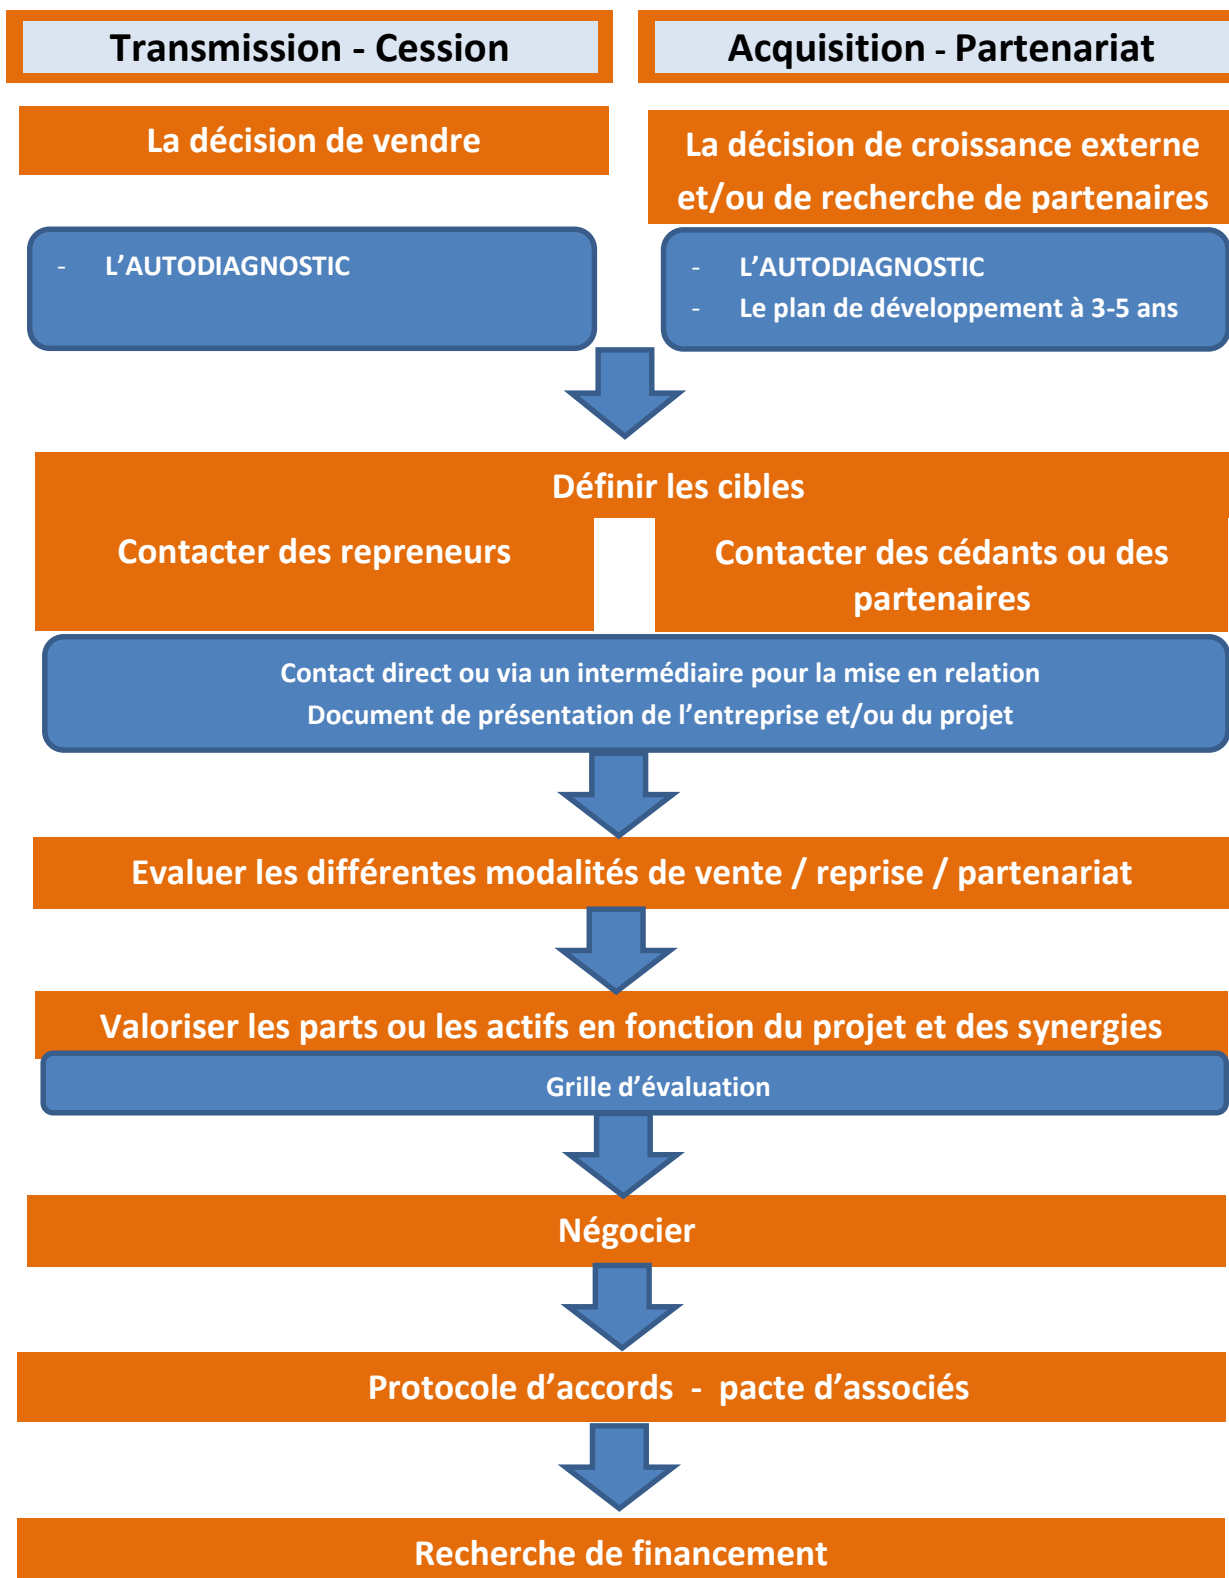 Transmission - Cession
Acquisition - Partenariat
La décision de vendre
La décision de croissance externe
et/ou de recherche de partenaires
- L’AUTODIAGNOSTIC
- L’AUTODIAGNOSTIC
- Le plan de développement à 3-5 ans
Définir les cibles
Contacter des repreneurs
Contacter des cédants ou des
partenaires
Contact direct ou via un intermédiaire pour la mise en relation
Document de présentation de l’entreprise et/ou du projet
Evaluer les différentes modalités de vente / reprise / partenariat
Valoriser les parts ou les actifs en fonction du projet et des synergies
Grille d’évaluation
Négocier
Protocole d’accords - pacte d’associés
Recherche de financement